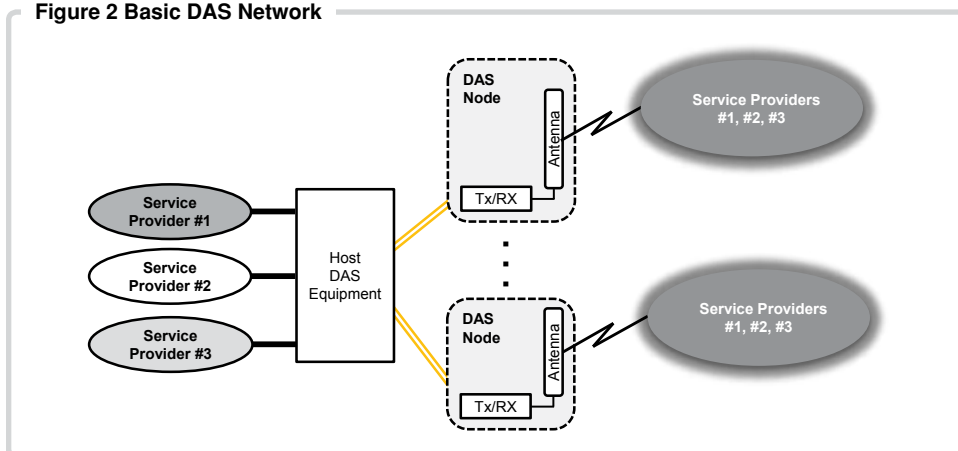 Figure 2 Basic DAS Network
DAS
Node
Antenna
Tx/RX
Service Providers
#1, #2, #3
Service
Provider #1
Service
Provider #2
Service
Provider #3
Host
DAS
Equipment
DAS
Node
Antenna
Tx/RX
Service Providers
#1, #2, #3